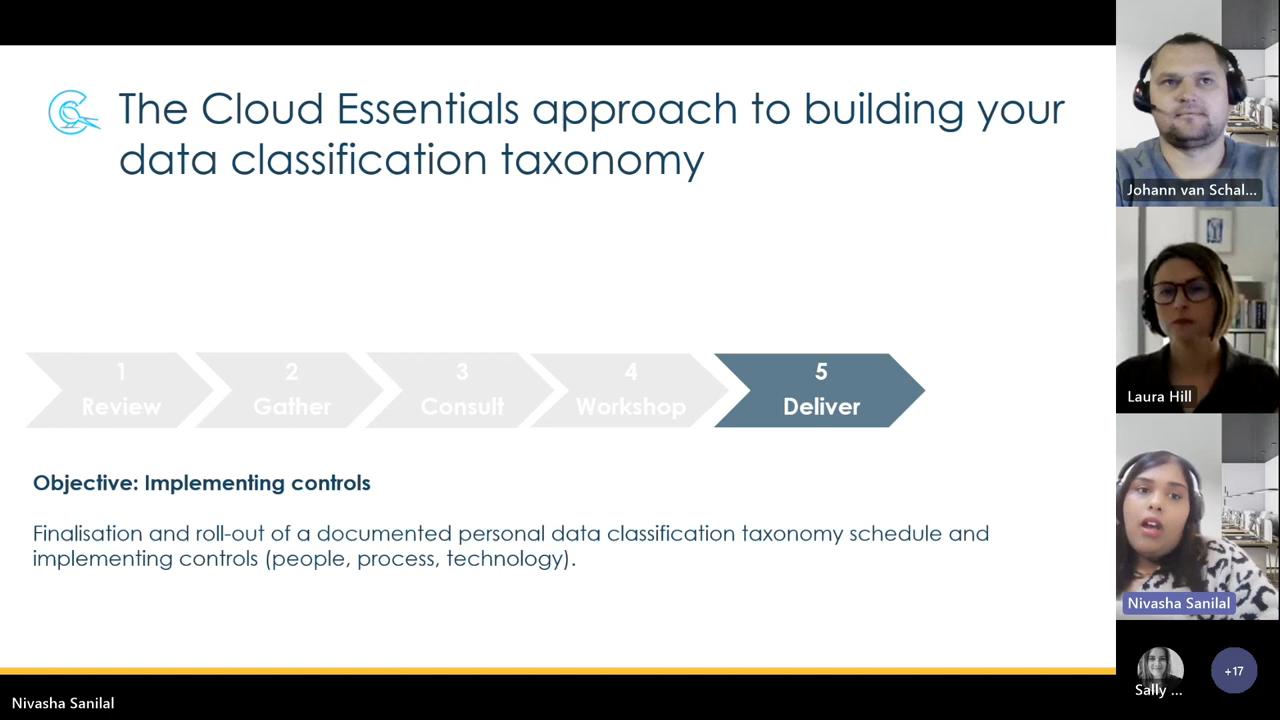 The Cloud Essentials approach to building your
data classification taxonomy
1
Review
2
Gather
3
Consult
4
Workshop
5
Deliver
Objective: Implementing controls
Finalisation and roll-out of a documented personal data classification taxonomy schedule and
implementing controls (people, process, technology).
Nivasha Sanilal
Johann van Schal...
Laura Hill
Nivasha Sanilal
Sally ...
+17